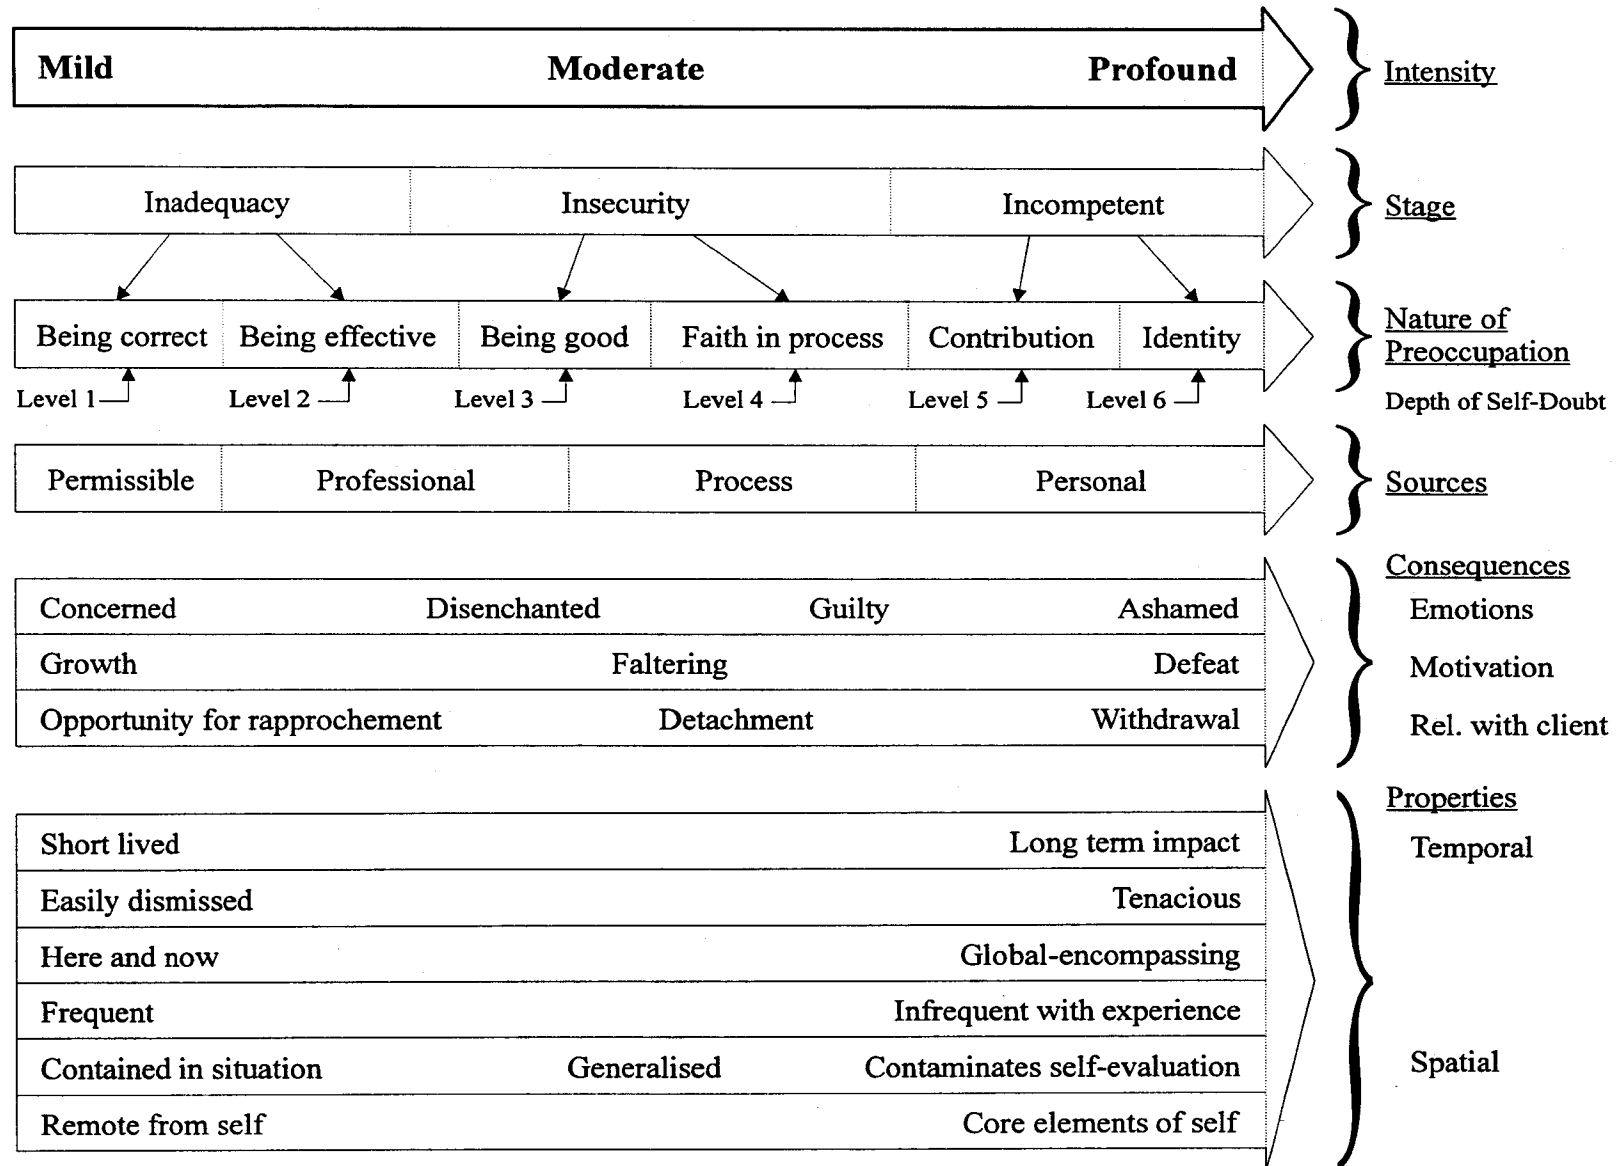 Mild Moderate Profound Intensity
Inadequacy Insecurity Incompetent Stage
Being correct Being effective Being good Faith in process Contribution Identity Nature of
Preoccupation
Level 1 Level 2 Level 3 Level 4 Level 5 Level 6 Depth of Self-Doubt
Permissible Professional Process Personal Sources
Consequences
Concerned Disenchanted Guilty Ashamed Emotions
Growth Faltering Defeat Motivation
Opportunity for rapprochement Detachment Withdrawal Rel. with client
Properties
Short lived Long term impact Temporal
Easily dismissed Tenacious
Here and now Global-encompassing
Frequent Infrequent with experience
Contained in situation Generalised Contaminates self-evaluation Spatial
Remote from self Core elements of self